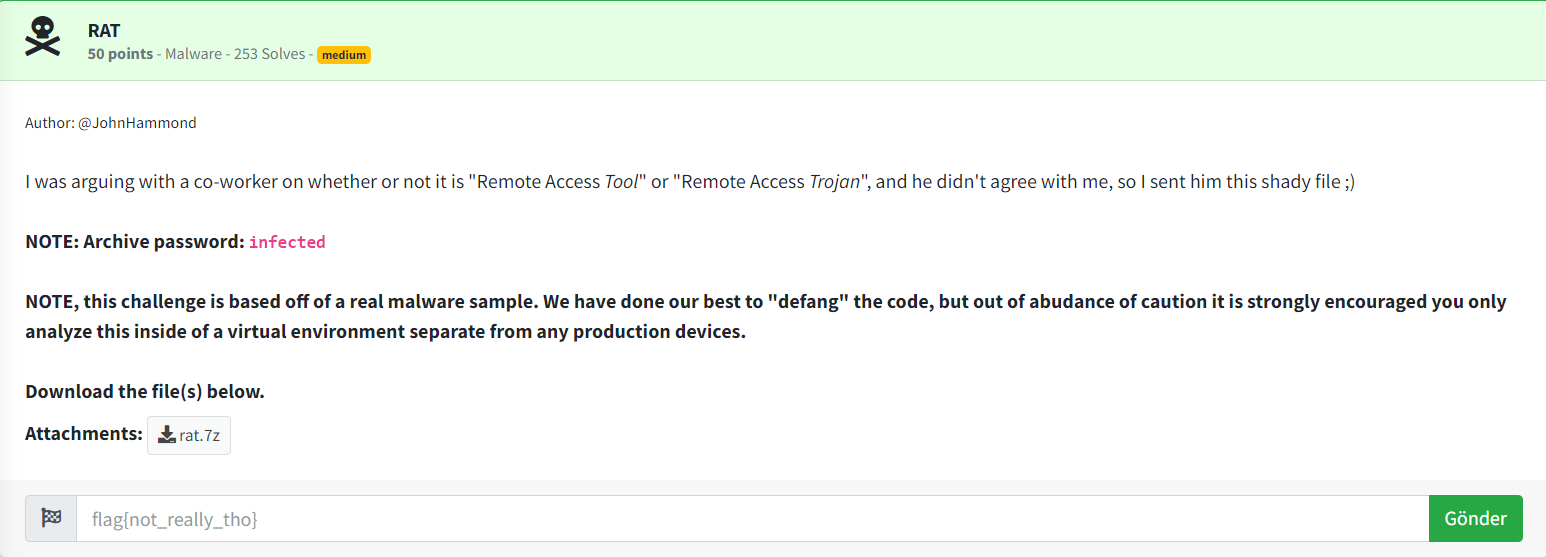 RAT
50 points - Malware - 253 Solves - medium
Author: @JohnHammond
I was arguing with a co-worker on whether or not it is "Remote Access Tool" or "Remote Access Trojan", and he didn't agree with me, so I sent him this shady file ;)
NOTE: Archive password: infected
NOTE, this challenge is based off of a real malware sample. We have done our best to "defang" the code, but out of abudance of caution it is strongly encouraged you only
analyze this inside of a virtual environment separate from any production devices.
Download the file(s) below.
Attachments: rat.7z
flag{not_really_tho} Gönder